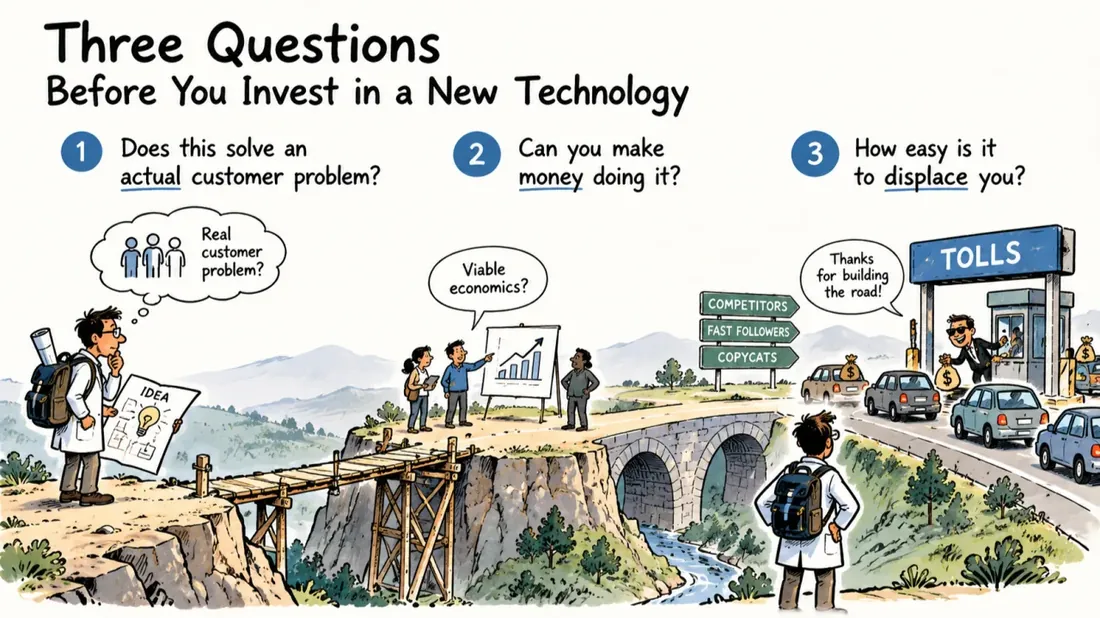 Three Questions
Before You Invest in a New Technology
1
Does this solve an
actual customer problem?
2
Can you make
money doing it?
3
How easy is it
to displace you?
Real
customer
problem?
IDEA
Viable
economics?
COMPETITORS
FAST FOLLOWERS
COPYCATS
Thanks
for building
the road!
TOLLS
$
$
$